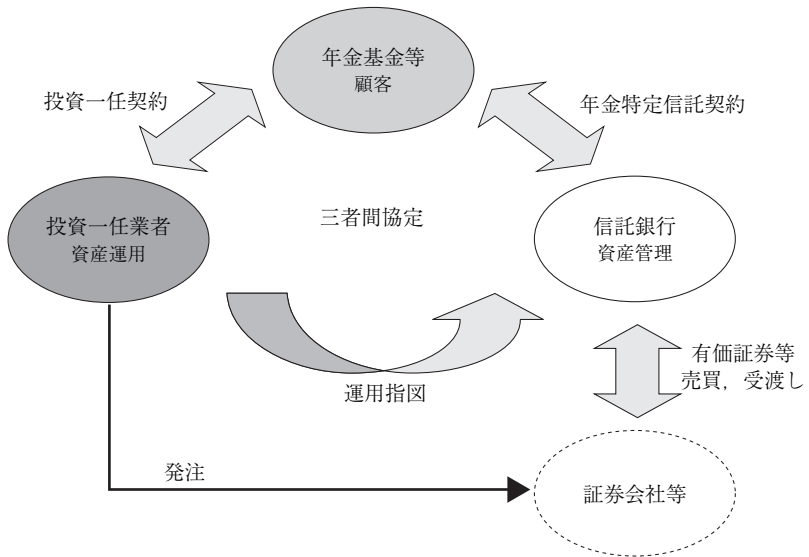 年金基金等
顧客
投資一任契約
年金特定信託契約
投資一任業者
資産運用
三者間協定
信託銀行
資産管理
有価証券等
売買，受渡し
運用指図
発注
証券会社等